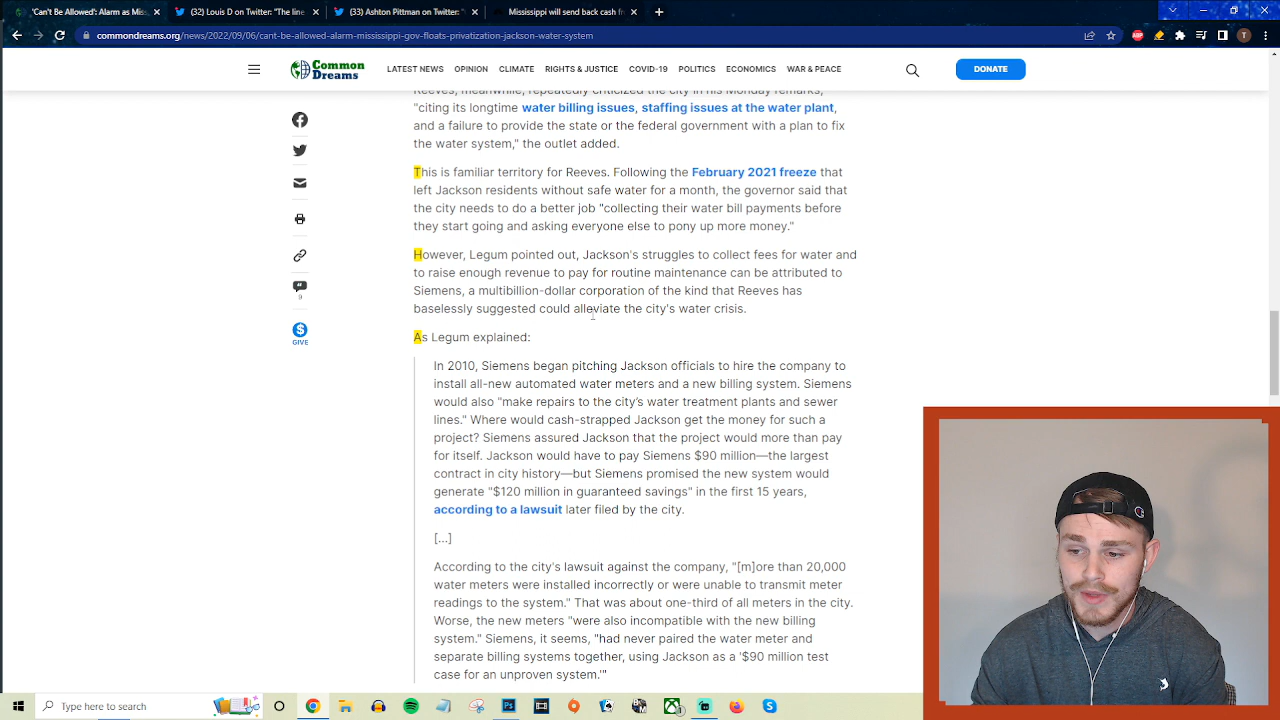 'Can't Be Allowed': Alarm as Mis
(32) Louis D on Twitter: "The line
(33) Ashton Pittman on Twitter: "
Mississippi will send back cash fr
commondreams.org/news/2022/09/06/cant-be-allowed-alarm-mississippi-gov-floats-privatization-jackson-water-system
ABP
T
Common Dreams
LATEST NEWS OPINION CLIMATE RIGHTS & JUSTICE COVID-19 POLITICS ECONOMICS WAR & PEACE
DONATE
Reeves, meanwhile, repeatedly criticized the city in his Monday remarks,
"citing its longtime water billing issues, staffing issues at the water plant,
and a failure to provide the state or the federal government with a plan to fix
the water system," the outlet added.
This is familiar territory for Reeves. Following the February 2021 freeze that
left Jackson residents without safe water for a month, the governor said that
the city needs to do a better job "collecting their water bill payments before
they start going and asking everyone else to pony up more money."
However, Legum pointed out, Jackson's struggles to collect fees for water and
to raise enough revenue to pay for routine maintenance can be attributed to
Siemens, a multibillion-dollar corporation of the kind that Reeves has
baselessly suggested could alleviate the city's water crisis.
As Legum explained:
In 2010, Siemens began pitching Jackson officials to hire the company to
install all-new automated water meters and a new billing system. Siemens
would also "make repairs to the city's water treatment plants and sewer
lines." Where would cash-strapped Jackson get the money for such a
project? Siemens assured Jackson that the project would more than pay
for itself. Jackson would have to pay Siemens $90 million—the largest
contract in city history—but Siemens promised the new system would
generate "$120 million in guaranteed savings" in the first 15 years,
according to a lawsuit later filed by the city.
[...]
According to the city's lawsuit against the company, "[m]ore than 20,000
water meters were installed incorrectly or were unable to transmit meter
readings to the system." That was about one-third of all meters in the city.
Worse, the new meters "were also incompatible with the new billing
system." Siemens, it seems, "had never paired the water meter and
separate billing systems together, using Jackson as a '$90 million test
case for an unproven system.'"
9
GIVE
Type here to search